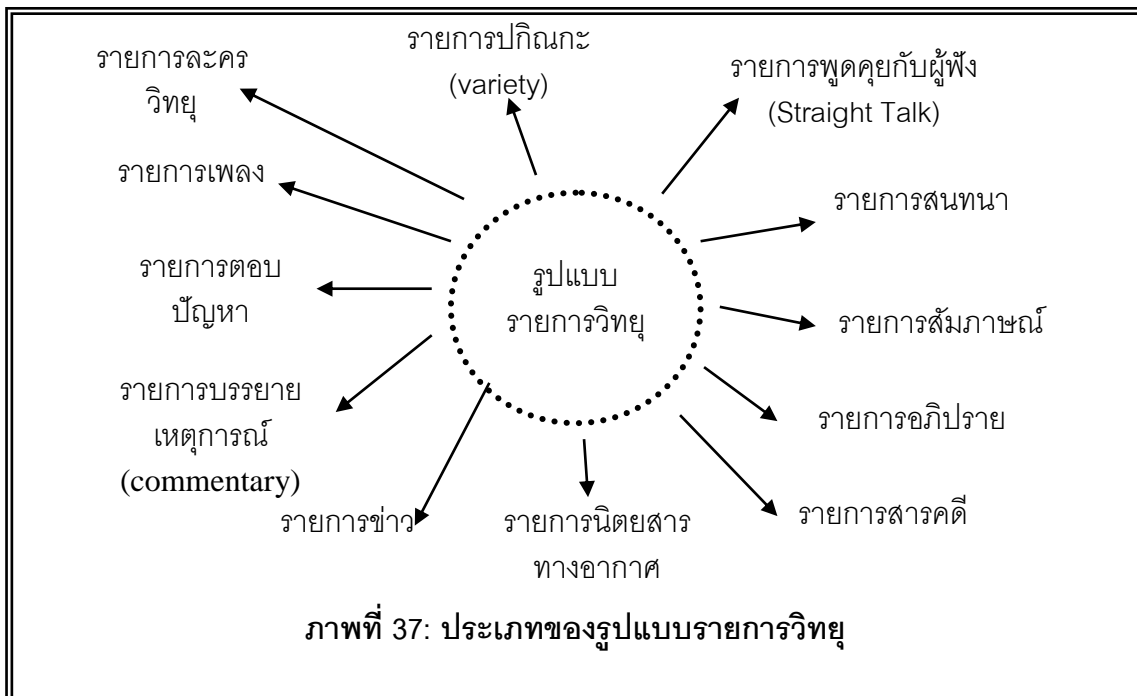 รายการปกิณกะ
(variety)
รายการละคร
วิทยุ
รายการพูดคุยกับผู้ฟัง
(Straight Talk)
รายการเพลง
รายการสนทนา
รายการตอบ
ปัญหา
รูปแบบ
รายการวิทยุ
รายการสัมภาษณ์
รายการบรรยาย
เหตุการณ์
(commentary)
รายการอภิปราย
รายการข่าว
รายการนิตยสาร
ทางอากาศ
รายการสารคดี
ภาพที่ 37: ประเภทของรูปแบบรายการวิทยุ